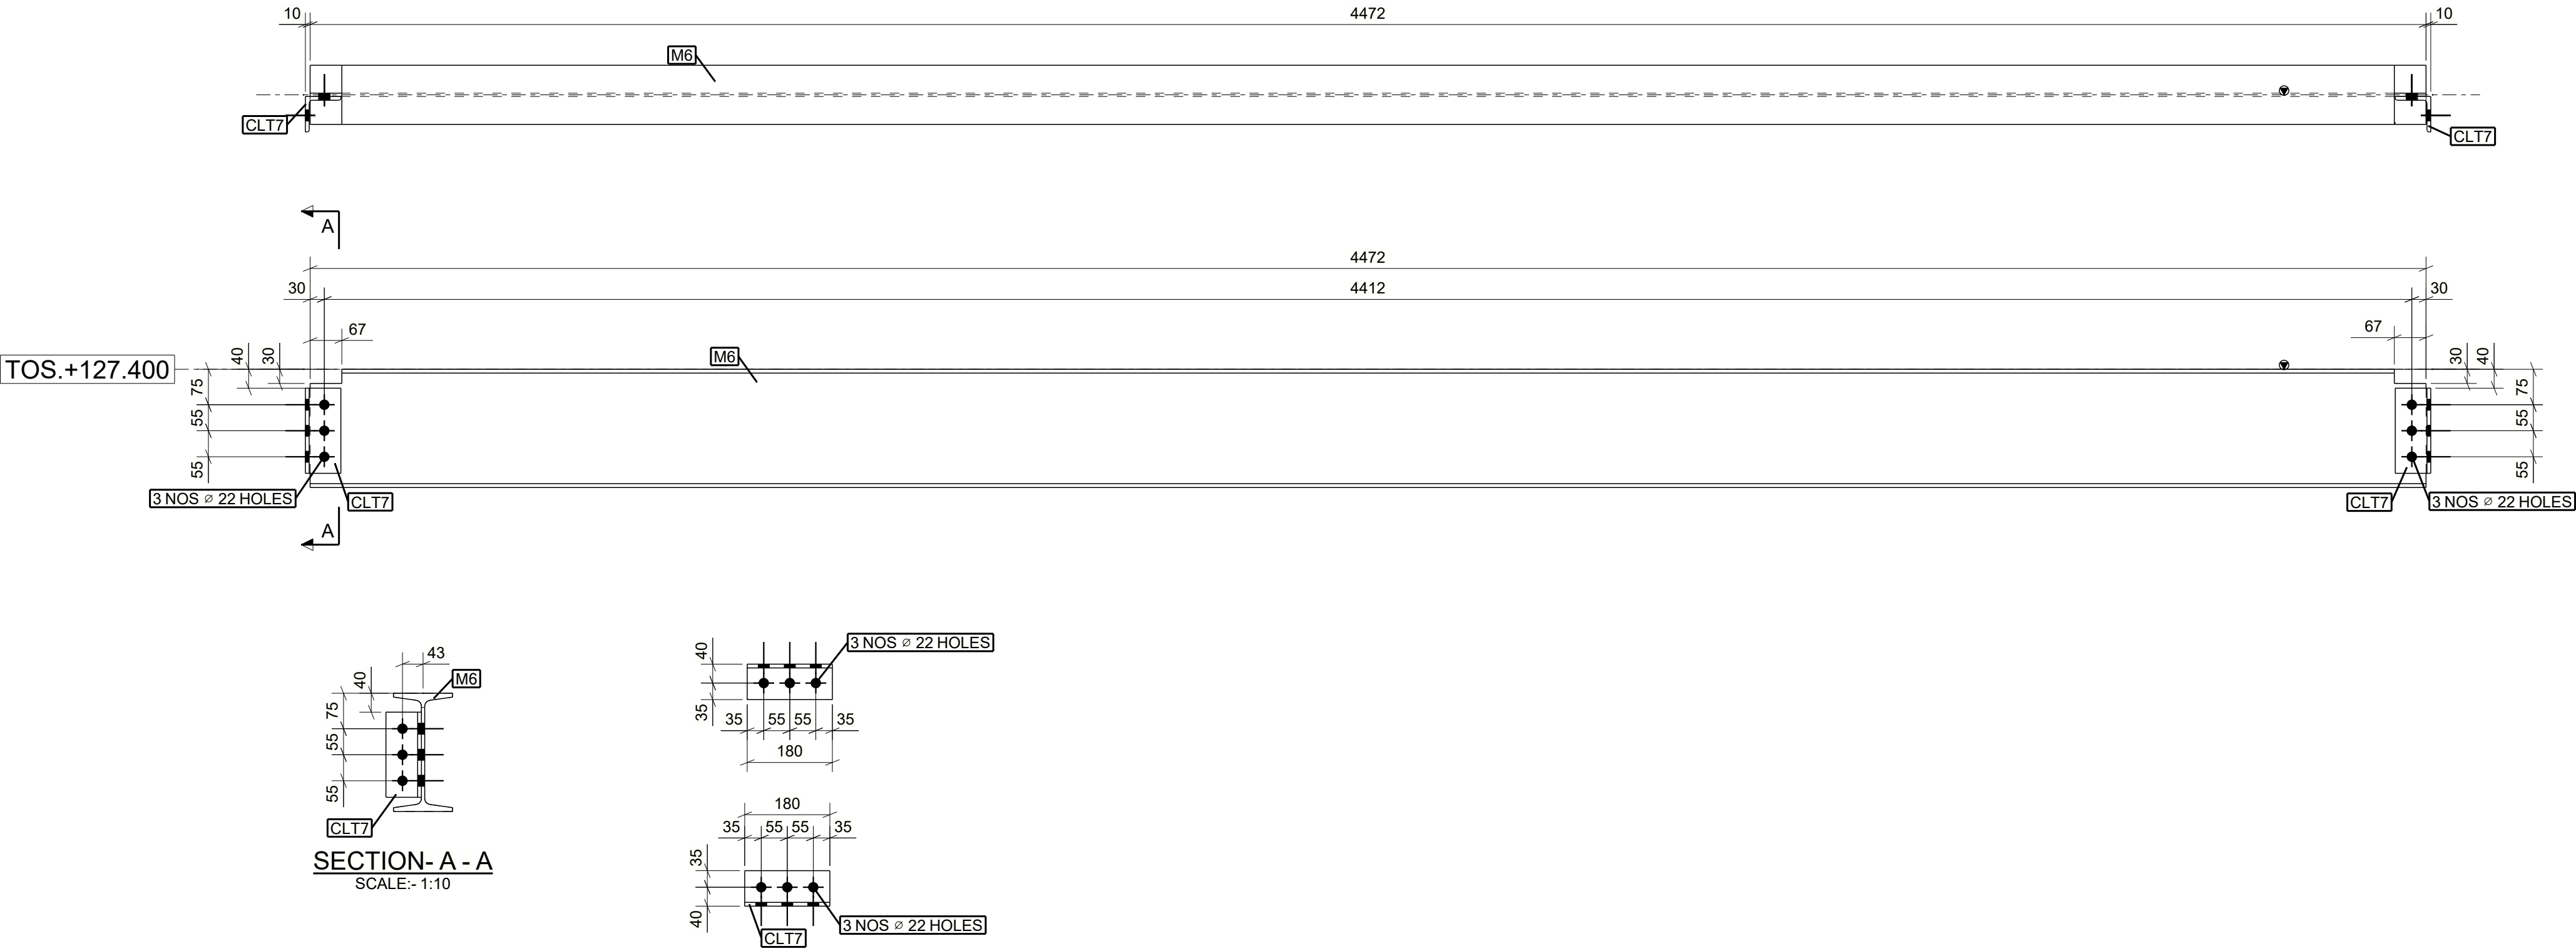 10 4472 10
M6
CLT7
CLT7
A
4472
30 4412 30
67 67
TOS.+127.400
40 30 75 55 55
M6
30 40 75 55 55
3 NOS ⌀ 22 HOLES
CLT7
CLT7
3 NOS ⌀ 22 HOLES
A
43
40
M6
75 55 55
CLT7
SECTION- A - A
SCALE:- 1:10
40 35
3 NOS ⌀ 22 HOLES
35 55 55 35
180
180
35 55 55 35
35 40
3 NOS ⌀ 22 HOLES
CLT7